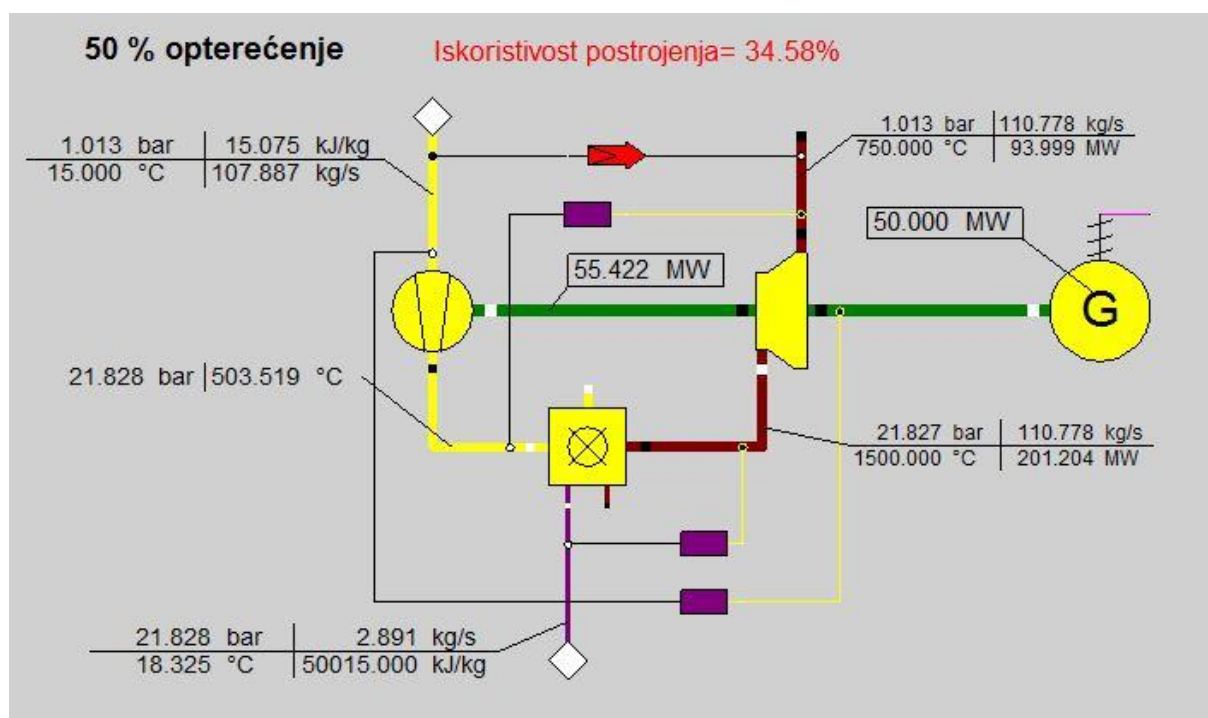 50 % opterećenje
Iskoristivost postrojenja= 34.58%
1.013 bar 15.075 kJ/kg
15.000 °C 107.887 kg/s
1.013 bar 110.778 kg/s
750.000 °C 93.999 MW
50.000 MW
55.422 MW
G
21.828 bar 503.519 °C
21.827 bar 110.778 kg/s
1500.000 °C 201.204 MW
21.828 bar 2.891 kg/s
18.325 °C 50015.000 kJ/kg